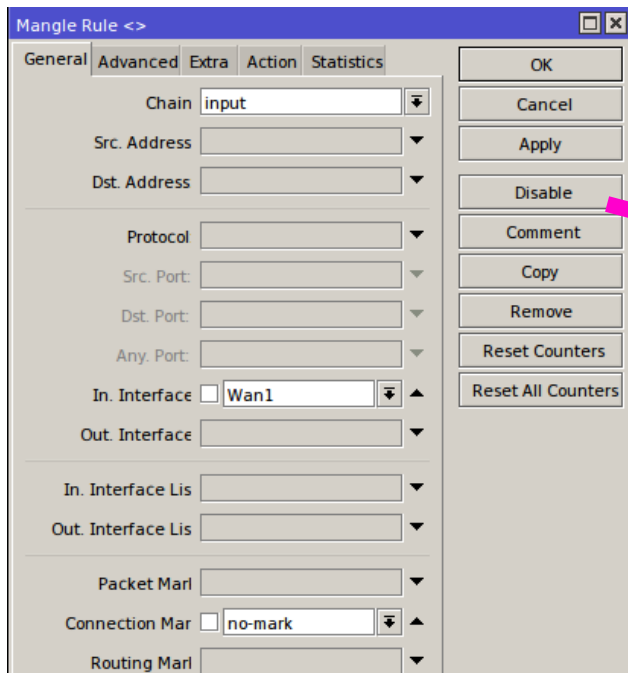 Mangle Rule <>
General Advanced Extra Action Statistics
Chain input
Src. Address
Dst. Address
Protocol
Src. Port:
Dst. Port:
Any. Port:
In. Interface Wan1
Out. Interface
In. Interface Lis
Out. Interface Lis
Packet Marl
Connection Mar no-mark
Routing Marl
OK
Cancel
Apply
Disable
Comment
Copy
Remove
Reset Counters
Reset All Counters